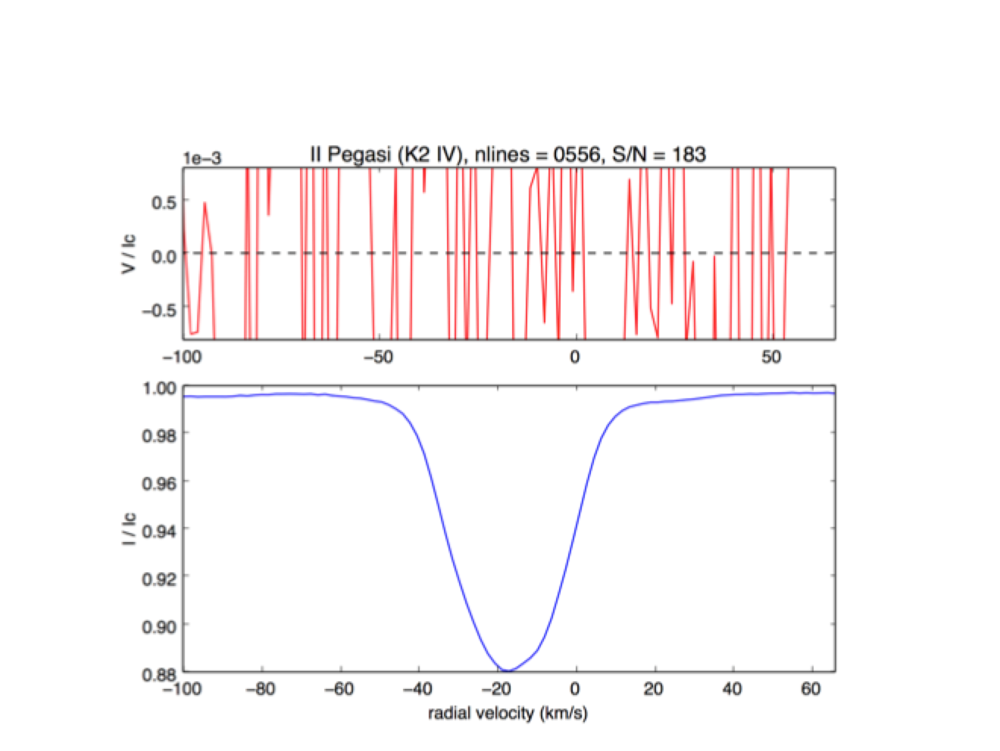 II Pegasi (K2 IV), nlines = 0556, S/N = 183
1e−3
0.5
0.0
−0.5
V / Ic
−100 −50 0 50
1.00
0.98
0.96
0.94
0.92
0.90
0.88
I / Ic
−100 −80 −60 −40 −20 0 20 40 60
radial velocity (km/s)